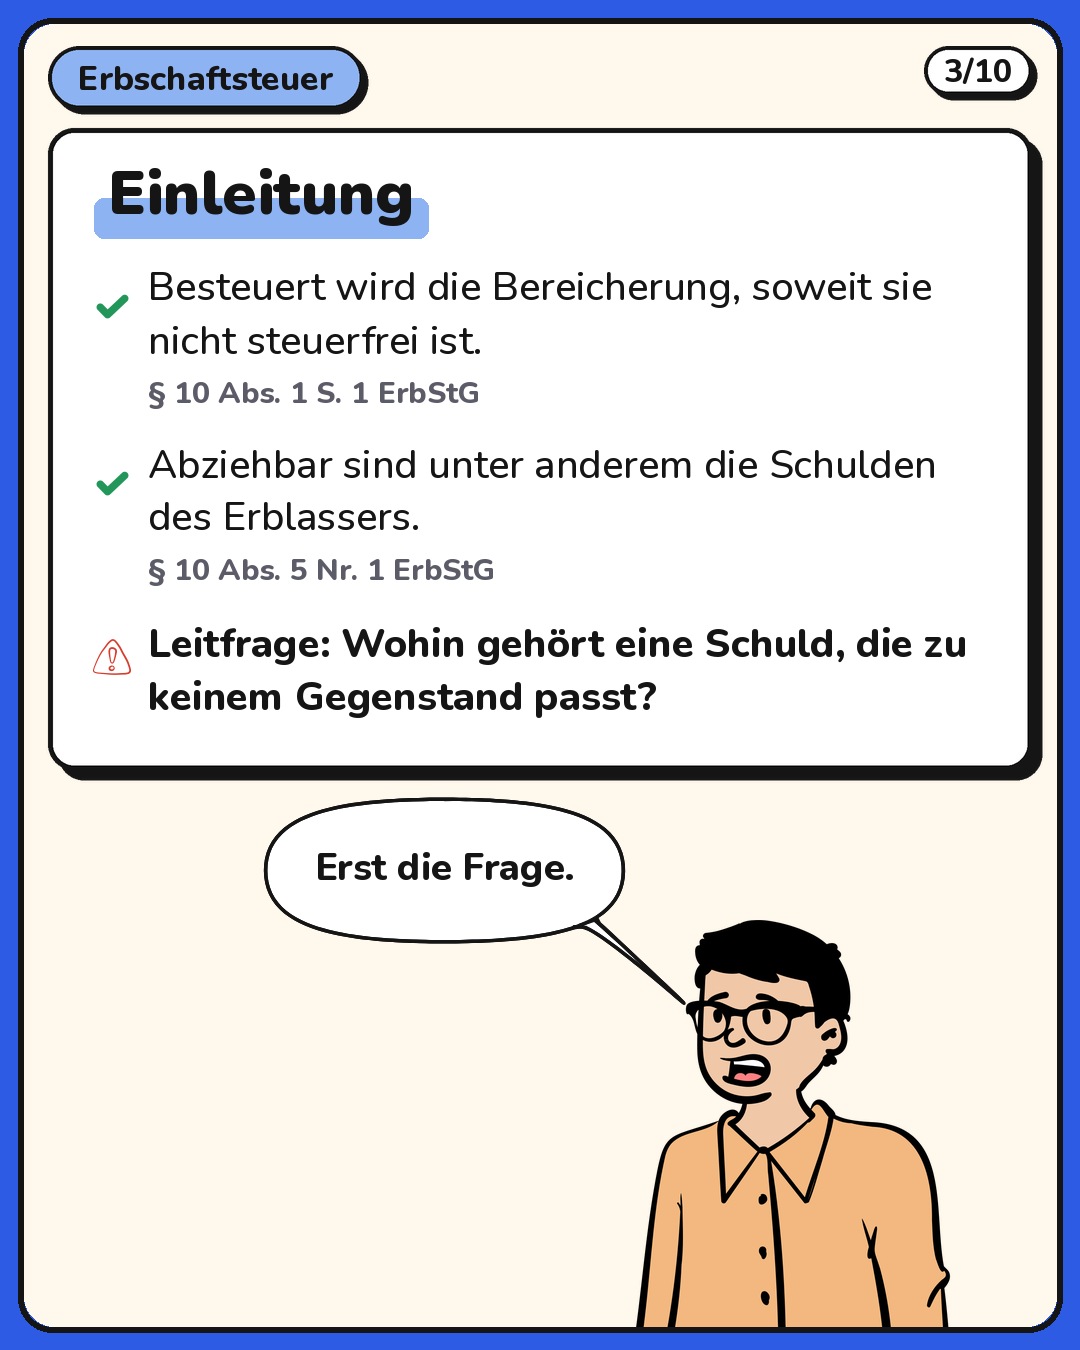 Erbschaftsteuer
3/10
Einleitung
Besteuert wird die Bereicherung, soweit sie
nicht steuerfrei ist.
§ 10 Abs. 1 S. 1 ErbStG
Abziehbar sind unter anderem die Schulden
des Erblassers.
§ 10 Abs. 5 Nr. 1 ErbStG
Leitfrage: Wohin gehört eine Schuld, die zu
keinem Gegenstand passt?
Erst die Frage.